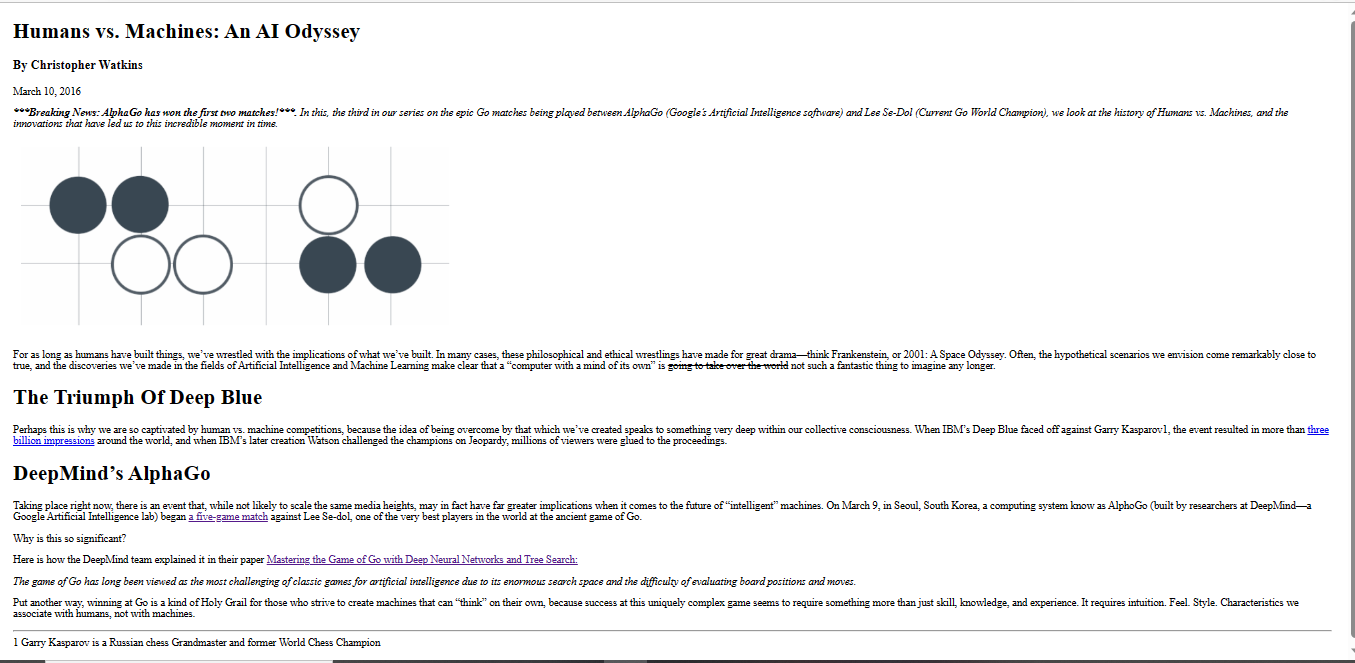 Humans vs. Machines: An AI Odyssey
By Christopher Watkins
March 10, 2016
***Breaking News: AlphaGo has won the first two matches!***. In this, the third in our series on the epic Go matches being played between AlphaGo (Google's Artificial Intelligence software) and Lee Se-Dol (Current Go World Champion), we look at the history of Humans vs. Machines, and the
innovations that have led us to this incredible moment in time.
For as long as humans have built things, we've wrestled with the implications of what we've built. In many cases, these philosophical and ethical wrestlings have made for great drama—think Frankenstein, or 2001: A Space Odyssey. Often, the hypothetical scenarios we envision come remarkably close to
true, and the discoveries we've made in the fields of Artificial Intelligence and Machine Learning make clear that a “computer with a mind of its own” is going to take over the world not such a fantastic thing to imagine any longer.
The Triumph Of Deep Blue
Perhaps this is why we are so captivated by human vs. machine competitions, because the idea of being overcome by that which we've created speaks to something very deep within our collective consciousness. When IBM's Deep Blue faced off against Garry Kasparov1, the event resulted in more than three
billion impressions around the world, and when IBM's later creation Watson challenged the champions on Jeopardy, millions of viewers were glued to the proceedings.
DeepMind’s AlphaGo
Taking place right now, there is an event that, while not likely to scale the same media heights, may in fact have far greater implications when it comes to the future of “intelligent” machines. On March 9, in Seoul, South Korea, a computing system know as AlphoGo (built by researchers at DeepMind—a
Google Artificial Intelligence lab) began a five-game match against Lee Se-dol, one of the very best players in the world at the ancient game of Go.
Why is this so significant?
Here is how the DeepMind team explained it in their paper Mastering the Game of Go with Deep Neural Networks and Tree Search:
The game of Go has long been viewed as the most challenging of classic games for artificial intelligence due to its enormous search space and the difficulty of evaluating board positions and moves.
Put another way, winning at Go is a kind of Holy Grail for those who strive to create machines that can “think” on their own, because success at this uniquely complex game seems to require something more than just skill, knowledge, and experience. It requires intuition. Feel. Style. Characteristics we
associate with humans, not with machines.
1 Garry Kasparov is a Russian chess Grandmaster and former World Chess Champion